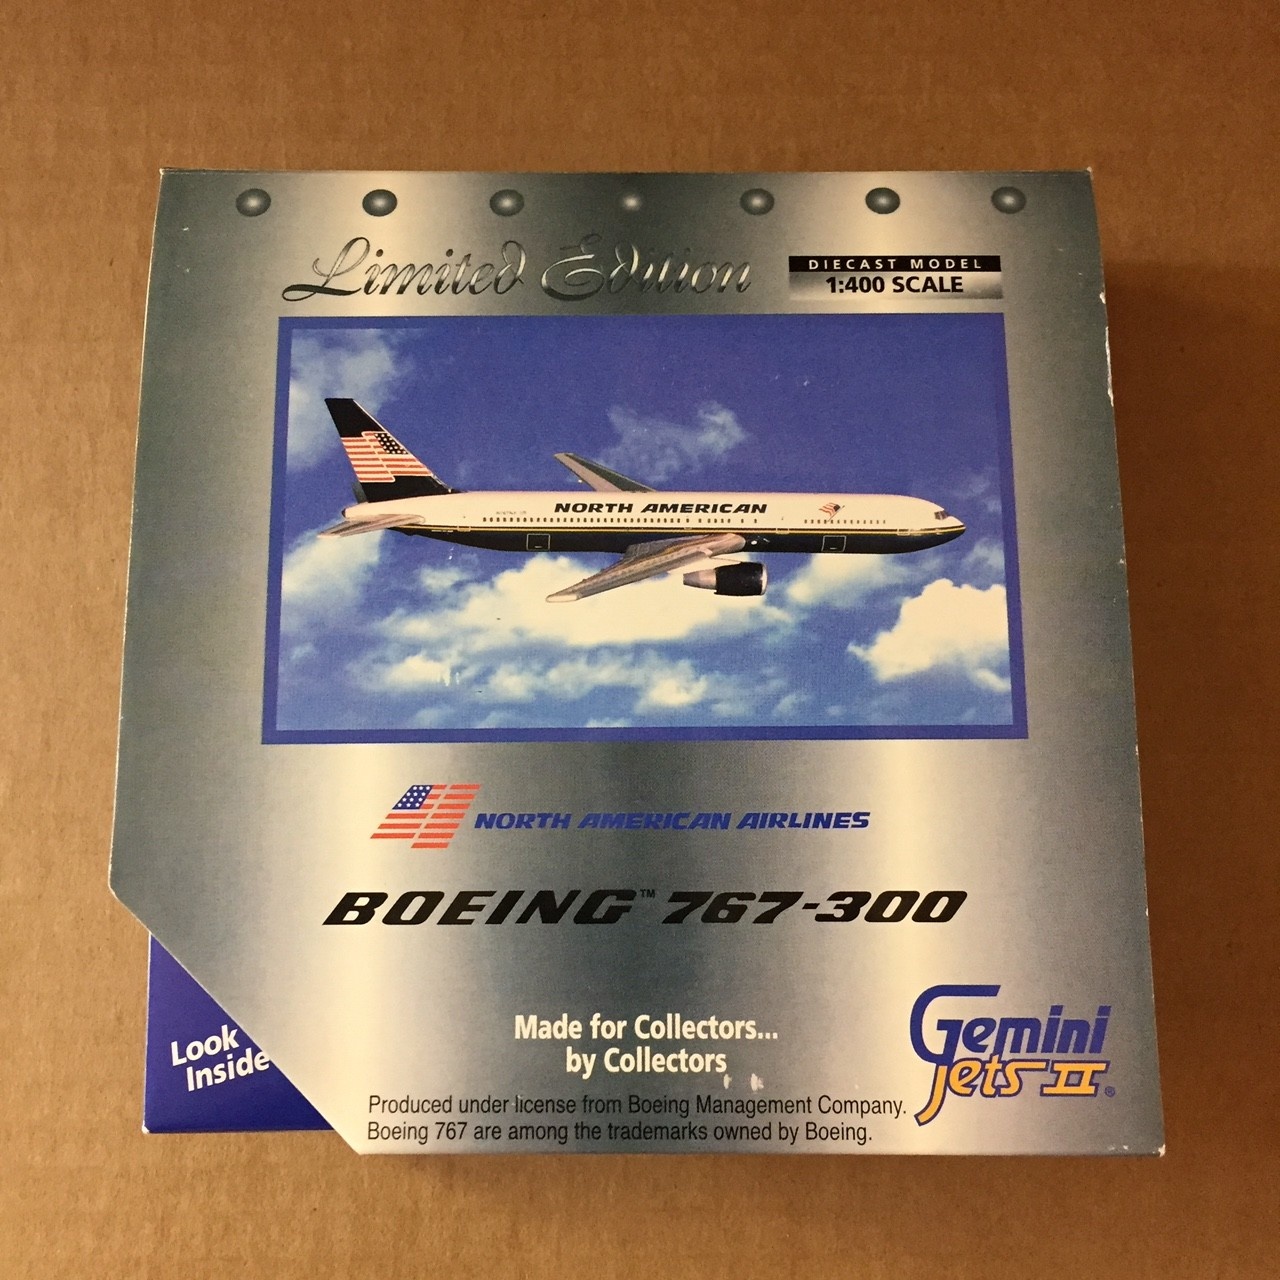 Limited Edition
DIECAST MODEL
1:400 SCALE
NORTH AMERICAN
NORTH AMERICAN AIRLINES
BOEING™ 767-300
Made for Collectors...
by Collectors
Gemini
Jets II®
Look
Inside
Produced under license from Boeing Management Company.
Boeing 767 are among the trademarks owned by Boeing.